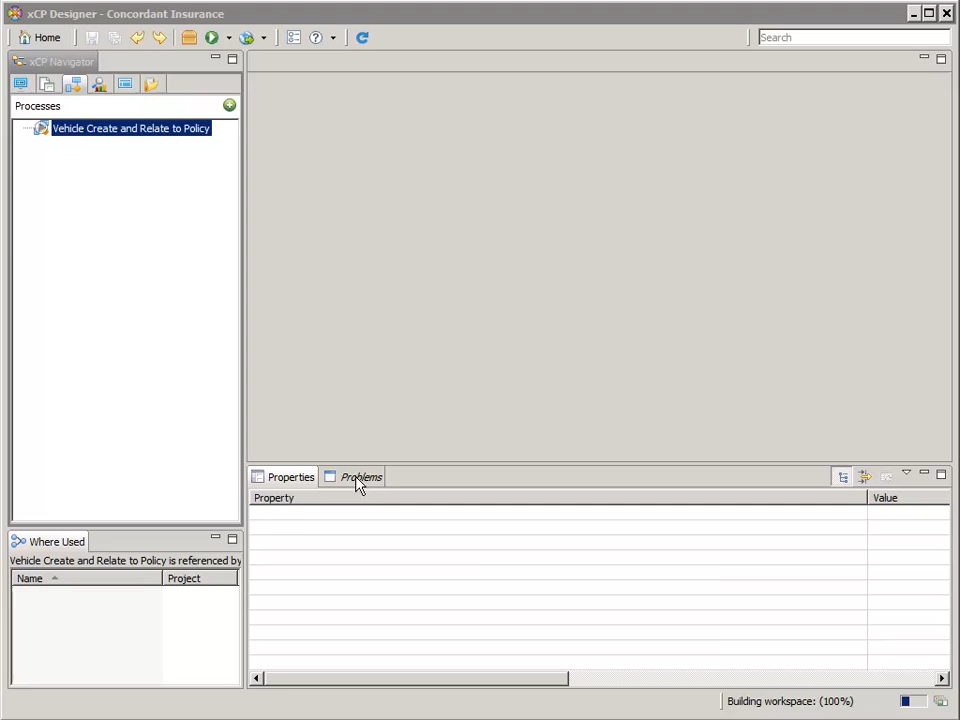 xCP Designer - Concordant Insurance
Home
Search
xCP Navigator
Processes
Vehicle Create and Relate to Policy
Properties
Problems
Property
Value
Where Used
Vehicle Create and Relate to Policy is referenced by
Name
Project
Building workspace: (100%)